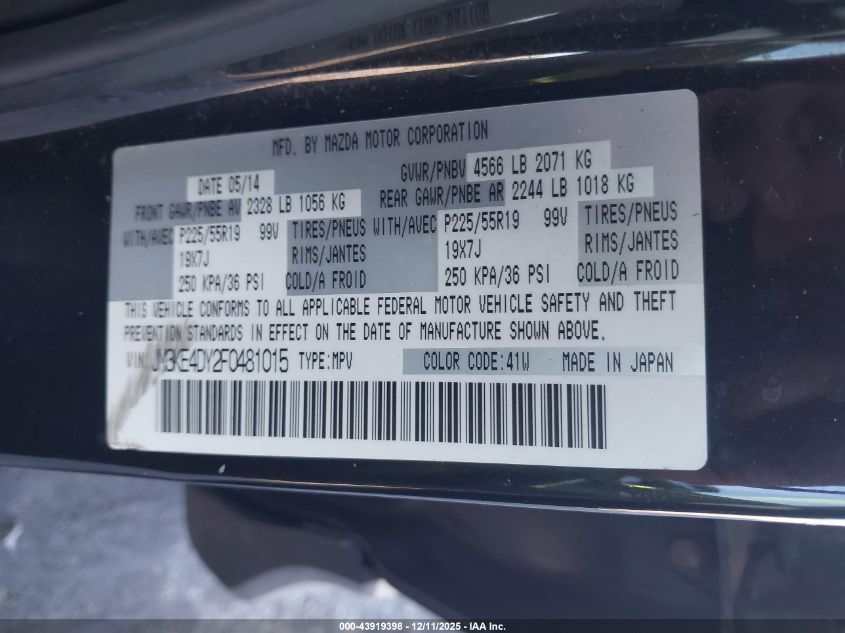 MFD. BY MAZDA MOTOR CORPORATION
DATE 05/14 GVWR/PNBV 4566 LB 2071 KG
FRONT GAWR/PNBE AV 2328 LB 1056 KG REAR GAWR/PNBE AR 2244 LB 1018 KG
WITH/AVEC P225/55R19 99V TIRES/PNEUS WITH/AVEC P225/55R19 99V TIRES/PNEUS
19X7J RIMS/JANTES 19X7J RIMS/JANTES
250 KPA/36 PSI COLD/A FROID 250 KPA/36 PSI COLD/A FROID
THIS VEHICLE CONFORMS TO ALL APPLICABLE FEDERAL MOTOR VEHICLE SAFETY AND THEFT
PREVENTION STANDARDS IN EFFECT ON THE DATE OF MANUFACTURE SHOWN ABOVE.
VIN: JM3KE4DY2F0481015 TYPE:MPV COLOR CODE:41W MADE IN JAPAN
000-43919398 - 12/11/2025 - IAA Inc.